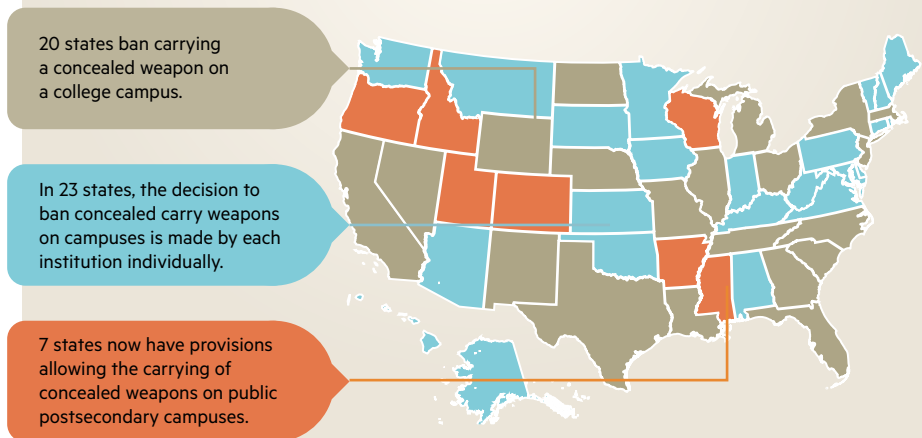 20 states ban carrying
a concealed weapon on
a college campus.
In 23 states, the decision to
ban concealed carry weapons
on campuses is made by each
institution individually.
7 states now have provisions
allowing the carrying of
concealed weapons on public
postsecondary campuses.